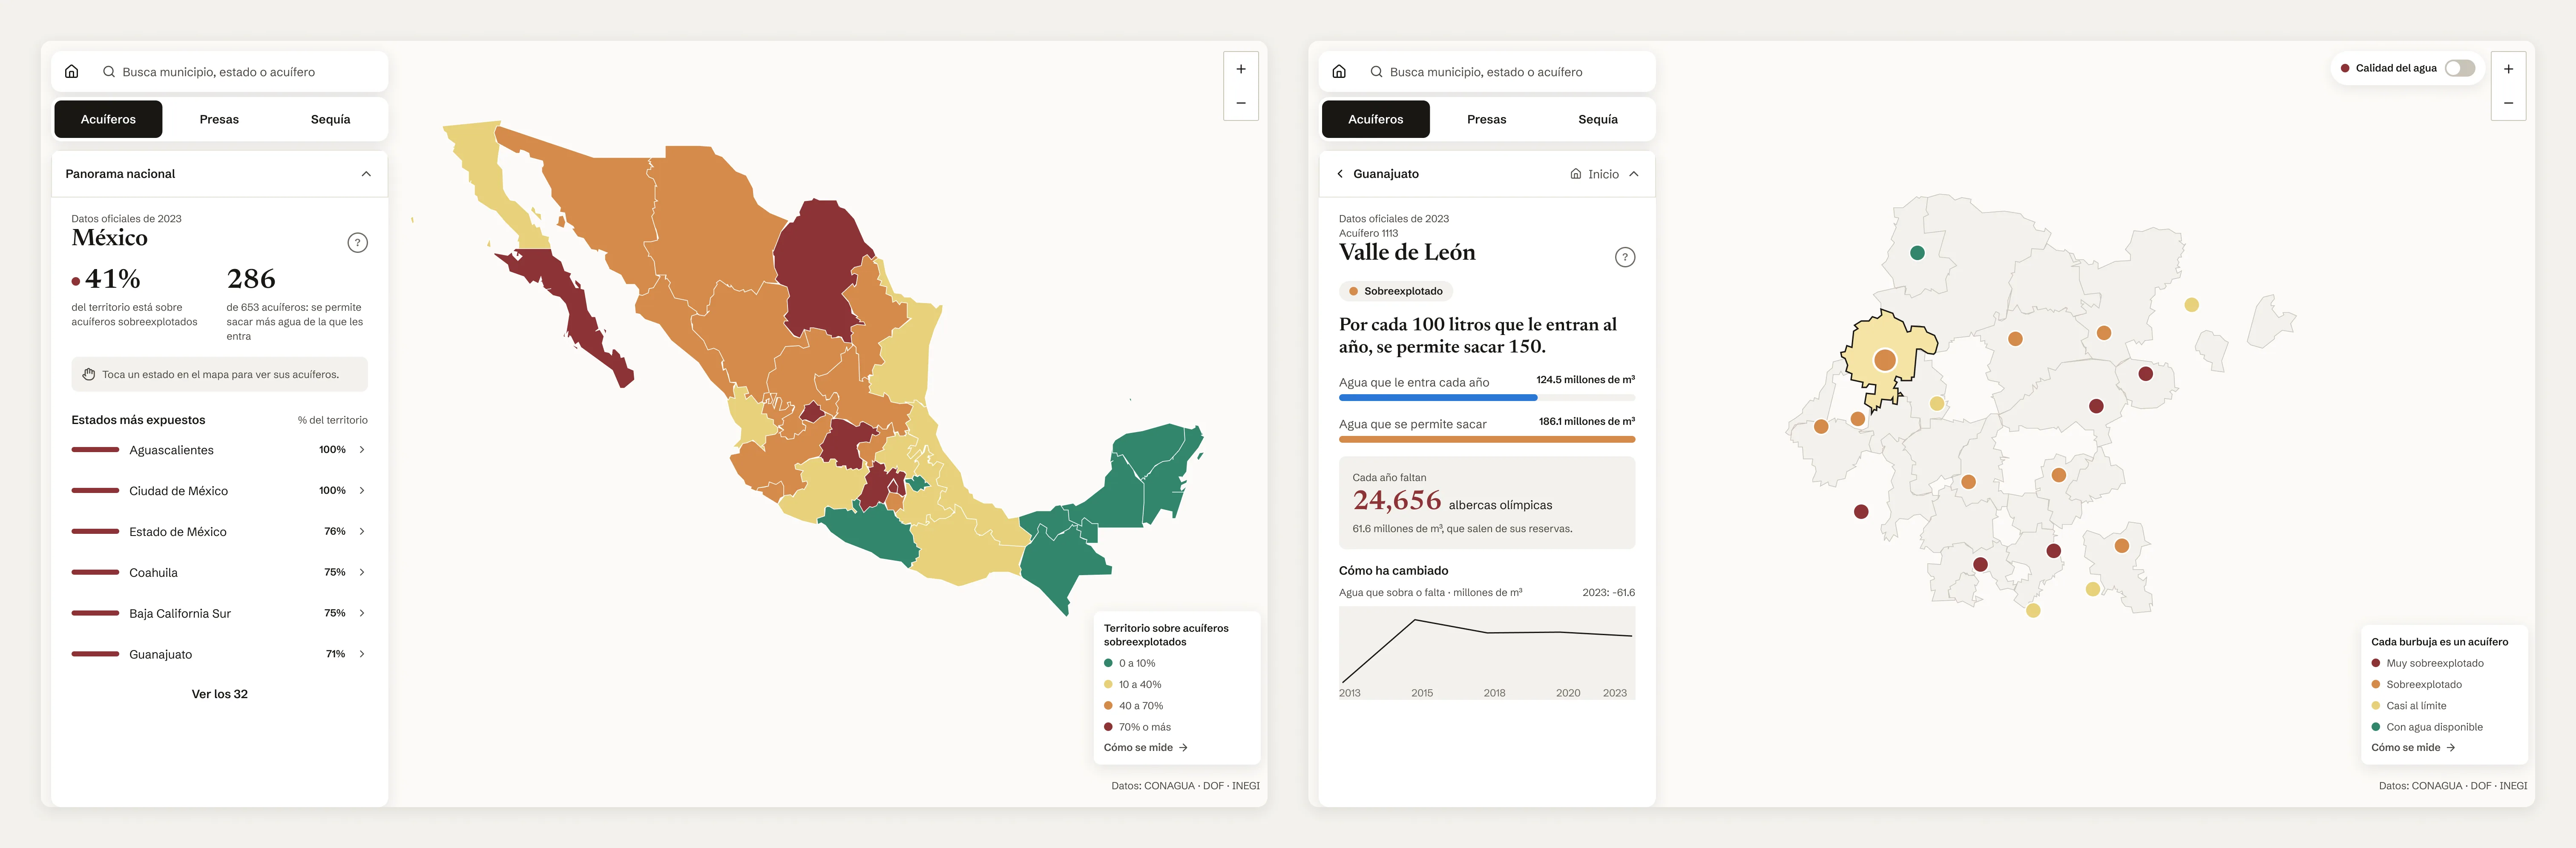 Busca municipio, estado o acuífero
Acuíferos
Presas
Sequía
Panorama nacional
Datos oficiales de 2023
México
?
41%
del territorio está sobre
acuíferos sobreexplotados
286
de 653 acuíferos: se permite
sacar más agua de la que les
entra
Toca un estado en el mapa para ver sus acuíferos.
Estados más expuestos
% del territorio
Aguascalientes
100%
Ciudad de México
100%
Estado de México
76%
Coahuila
75%
Baja California Sur
75%
Guanajuato
71%
Ver los 32
+
−
Territorio sobre acuíferos
sobreexplotados
0 a 10%
10 a 40%
40 a 70%
70% o más
Cómo se mide →
Datos: CONAGUA · DOF · INEGI
Busca municipio, estado o acuífero
Acuíferos
Presas
Sequía
Guanajuato
Inicio
Datos oficiales de 2023
Acuífero 1113
Valle de León
?
Sobreexplotado
Por cada 100 litros que le entran al
año, se permite sacar 150.
Agua que le entra cada año
124.5 millones de m³
Agua que se permite sacar
186.1 millones de m³
Cada año faltan
24,656 albercas olímpicas
61.6 millones de m³, que salen de sus reservas.
Cómo ha cambiado
Agua que sobra o falta · millones de m³
2023: -61.6
2013
2015
2018
2020
2023
Calidad del agua
+
−
Cada burbuja es un acuífero
Muy sobreexplotado
Sobreexplotado
Casi al límite
Con agua disponible
Cómo se mide →
Datos: CONAGUA · DOF · INEGI